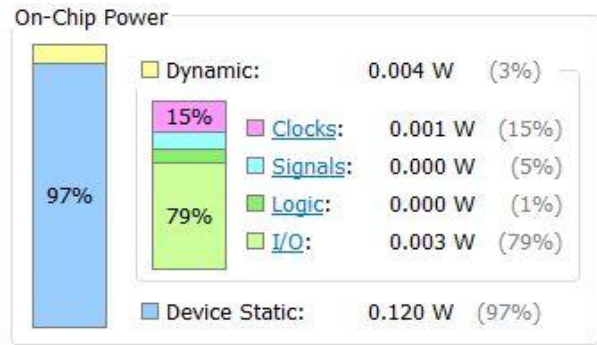 On-Chip Power
Dynamic: 0.004 W (3%)
15% Clocks: 0.001 W (15%)
Signals: 0.000 W (5%)
97% Logic: 0.000 W (1%)
79% I/O: 0.003 W (79%)
Device Static: 0.120 W (97%)